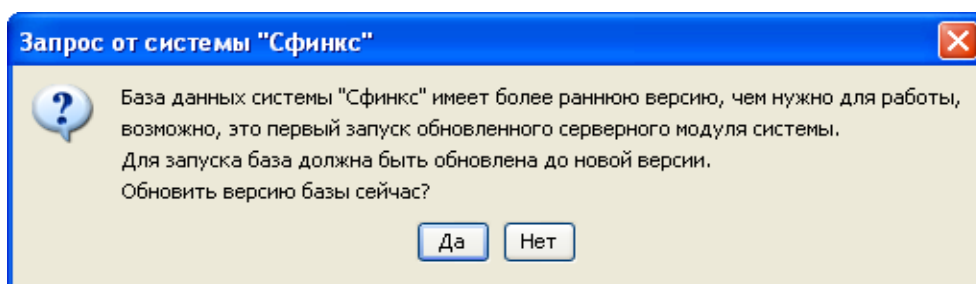 Запрос от системы "Сфинкс"
База данных системы "Сфинкс" имеет более раннюю версию, чем нужно для работы,
возможно, это первый запуск обновленного серверного модуля системы.
Для запуска база должна быть обновлена до новой версии.
Обновить версию базы сейчас?
Да Нет